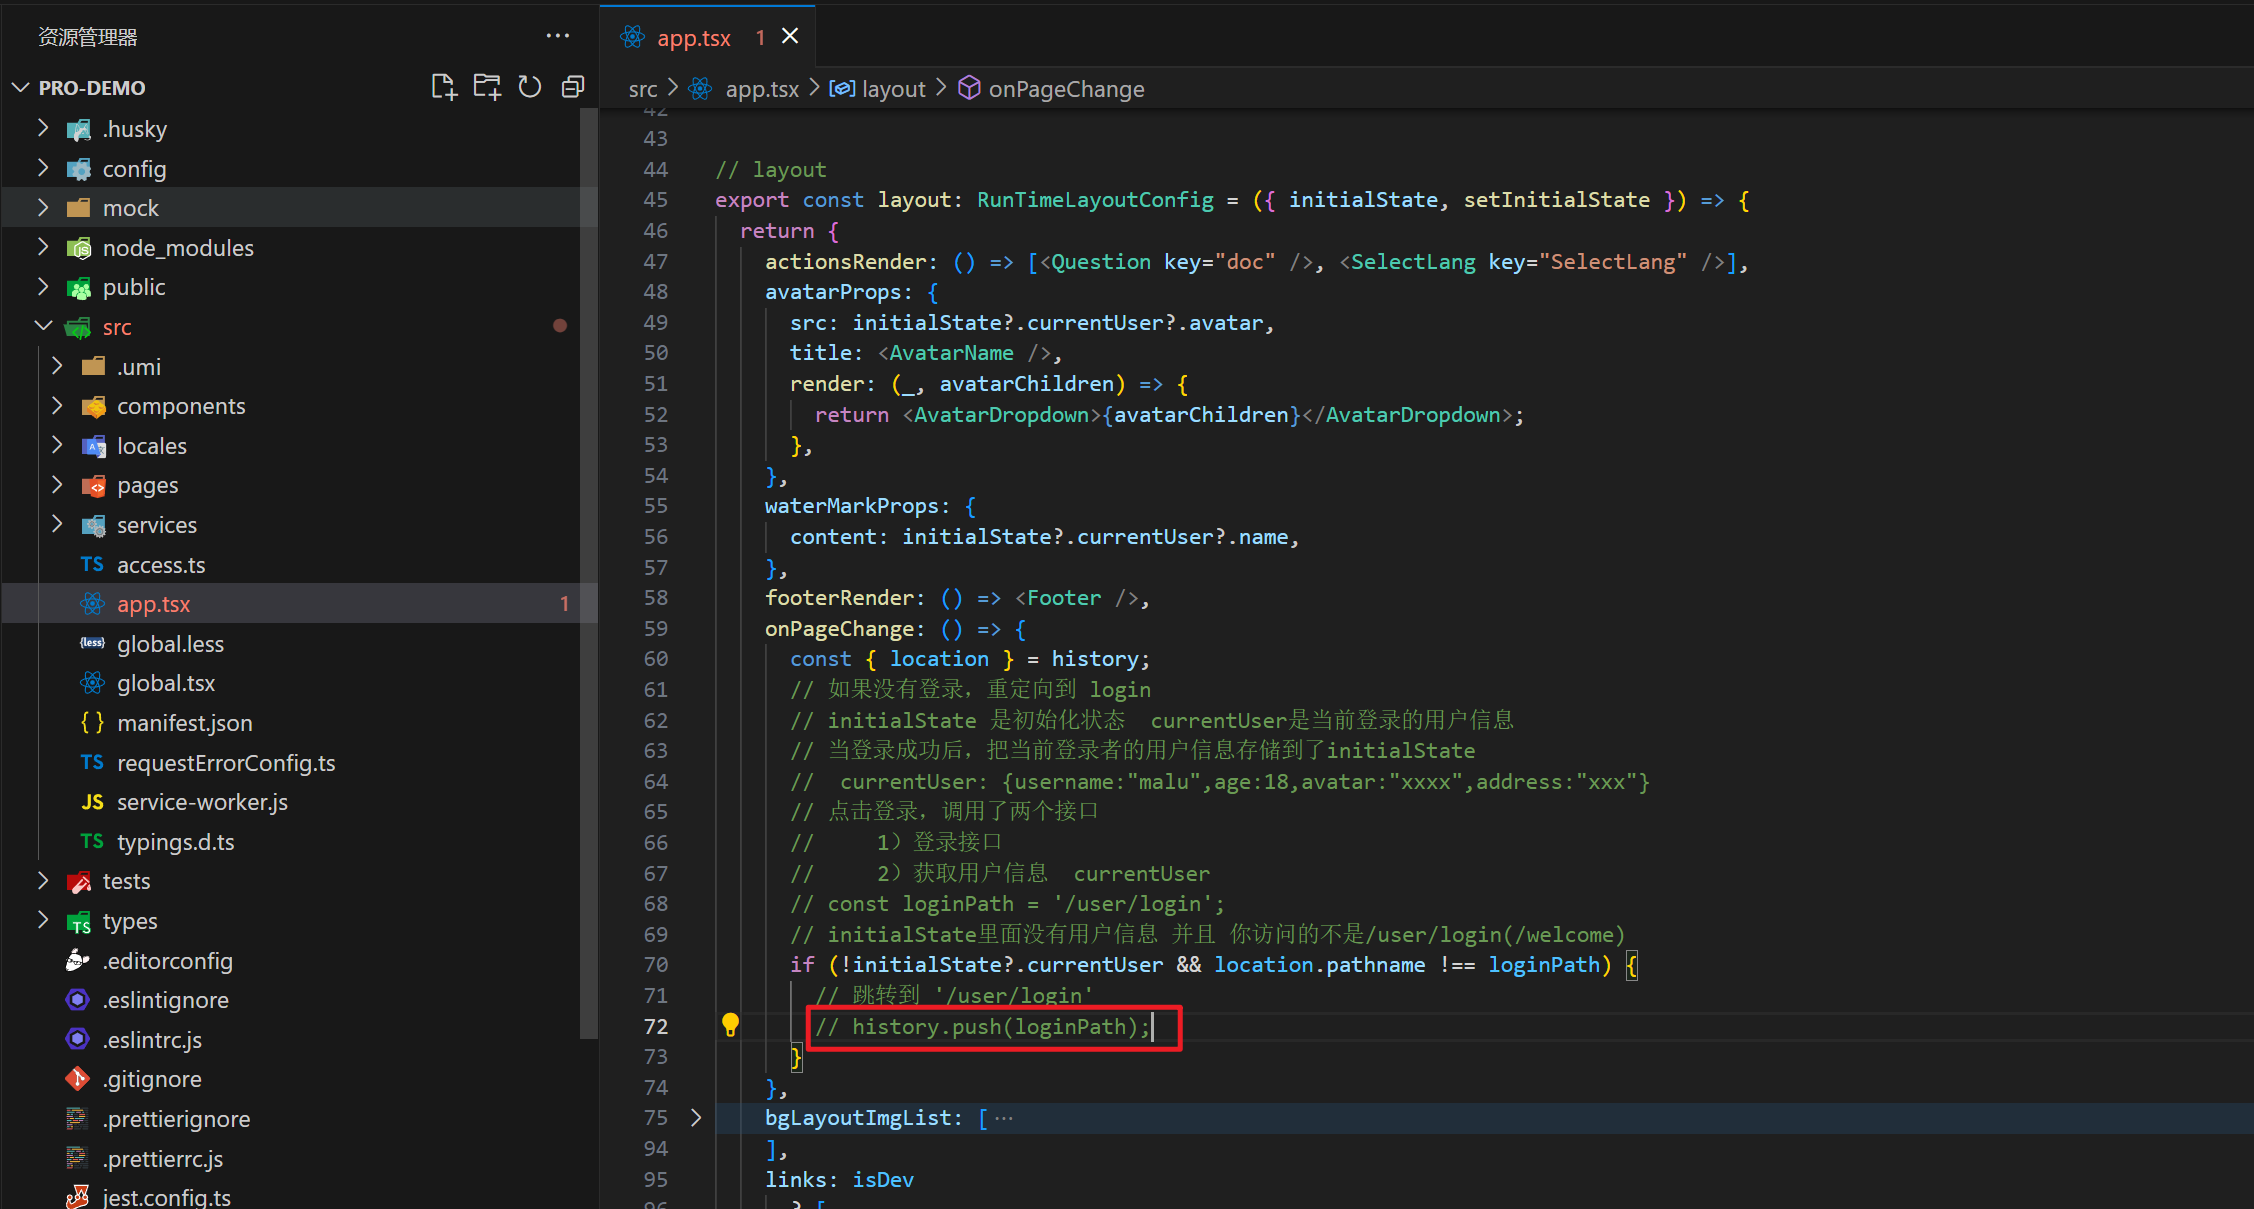 资源管理器
PRO-DEMO
.husky
config
mock
node_modules
public
src
.umi
components
locales
pages
services
TS access.ts
app.tsx 1
{less} global.less
global.tsx
{ } manifest.json
TS requestErrorConfig.ts
JS service-worker.js
TS typings.d.ts
tests
types
.editorconfig
.eslintignore
.eslintrc.js
.gitignore
.prettierignore
.prettierrc.js
jest.config.ts
app.tsx 1
src > app.tsx > layout > onPageChange
42
43
44 // layout
45 export const layout: RunTimeLayoutConfig = ({ initialState, setInitialState }) => {
46 return {
47 actionsRender: () => [<Question key="doc" />, <SelectLang key="SelectLang" />],
48 avatarProps: {
49 src: initialState?.currentUser?.avatar,
50 title: <AvatarName />,
51 render: (_, avatarChildren) => {
52 return <AvatarDropdown>{avatarChildren}</AvatarDropdown>;
53 },
54 },
55 waterMarkProps: {
56 content: initialState?.currentUser?.name,
57 },
58 footerRender: () => <Footer />,
59 onPageChange: () => {
60 const { location } = history;
61 // 如果没有登录，重定向到 login
62 // initialState 是初始化状态  currentUser是当前登录的用户信息
63 // 当登录成功后，把当前登录者的用户信息存储到了initialState
64 //  currentUser: {username:"malu",age:18,avatar:"xxxx",address:"xxx"}
65 // 点击登录，调用了两个接口
66 //     1）登录接口
67 //     2）获取用户信息  currentUser
68 // const loginPath = '/user/login';
69 // initialState里面没有用户信息 并且 你访问的不是/user/login(/welcome)
70 if (!initialState?.currentUser && location.pathname !== loginPath) {
71 // 跳转到 '/user/login'
72 // history.push(loginPath);
73 }
74 },
75 bgLayoutImgList: [ ···
94 ],
95 links: isDev
96 ? [